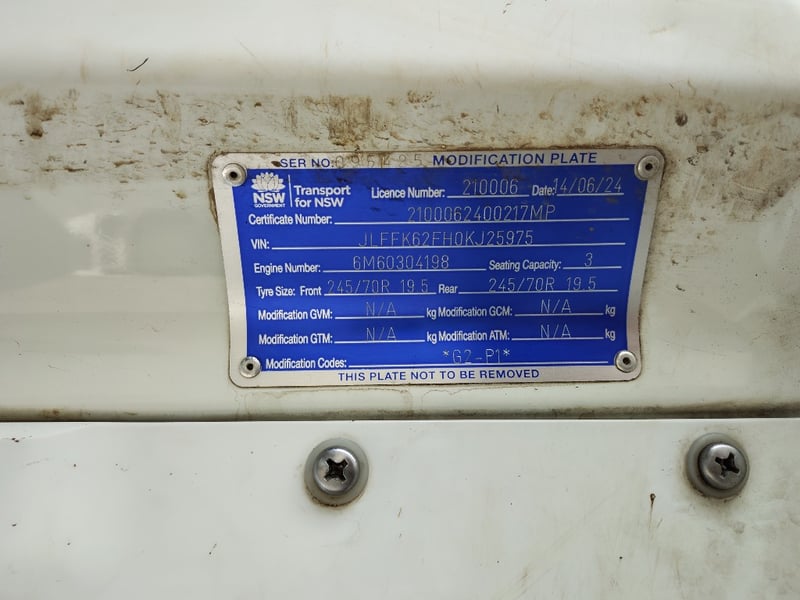 SER NO: 096485 MODIFICATION PLATE
NSW GOVERNMENT Transport for NSW
Licence Number: 210006 Date: 14/06/24
Certificate Number: 2100062400217MP
VIN: JLFFK62FH0KJ25975
Engine Number: 6M60304198 Seating Capacity: 3
Tyre Size: Front 245/70R 19.5 Rear 245/70R 19.5
Modification GVM: N/A kg Modification GCM: N/A kg
Modification GTM: N/A kg Modification ATM: N/A kg
Modification Codes: *G2-P1*
THIS PLATE NOT TO BE REMOVED